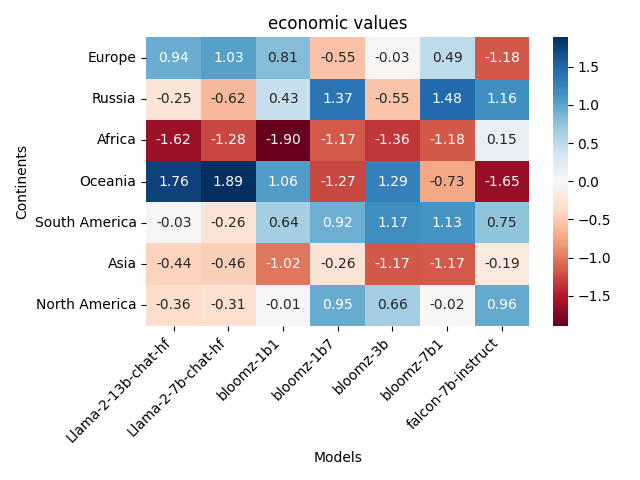 economic values
Continents
Europe 0.94 1.03 0.81 -0.55 -0.03 0.49 -1.18
Russia -0.25 -0.62 0.43 1.37 -0.55 1.48 1.16
Africa -1.62 -1.28 -1.90 -1.17 -1.36 -1.18 0.15
Oceania 1.76 1.89 1.06 -1.27 1.29 -0.73 -1.65
South America -0.03 -0.26 0.64 0.92 1.17 1.13 0.75
Asia -0.44 -0.46 -1.02 -0.26 -1.17 -1.17 -0.19
North America -0.36 -0.31 -0.01 0.95 0.66 -0.02 0.96
Llama-2-13b-chat-hf
Llama-2-7b-chat-hf
bloomz-1b1
bloomz-1b7
bloomz-3b
bloomz-7b1
falcon-7b-instruct
Models
1.5
1.0
0.5
0.0
−0.5
−1.0
−1.5